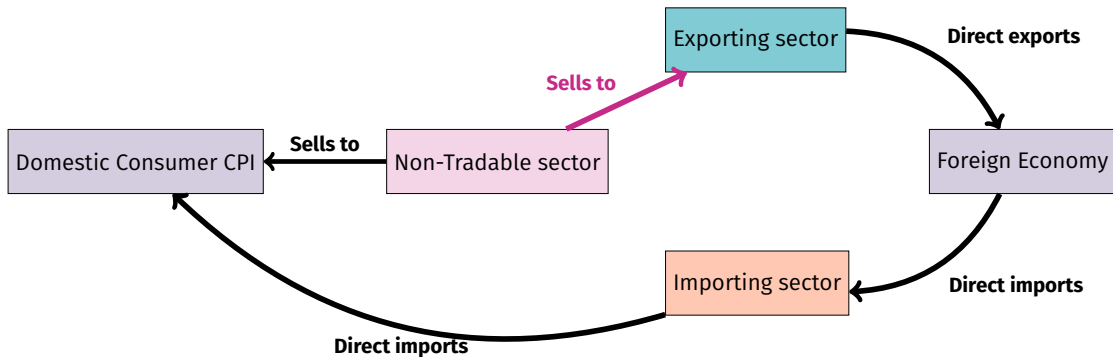 Exporting sector
Direct exports
Sells to
Sells to
Domestic Consumer CPI
Non-Tradable sector
Foreign Economy
Importing sector
Direct imports
Direct imports